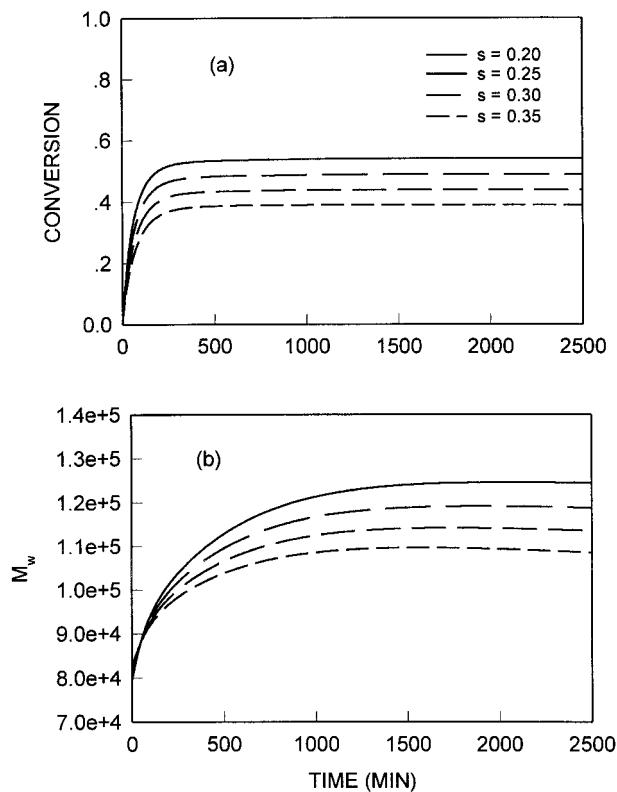 1.0
.8
.6
.4
.2
0.0
CONVERSION
(a)
s = 0.20
s = 0.25
s = 0.30
s = 0.35
0 500 1000 1500 2000 2500
1.4e+5
1.3e+5
1.2e+5
1.1e+5
1.0e+5
9.0e+4
8.0e+4
7.0e+4
Mw
(b)
0 500 1000 1500 2000 2500
TIME (MIN)